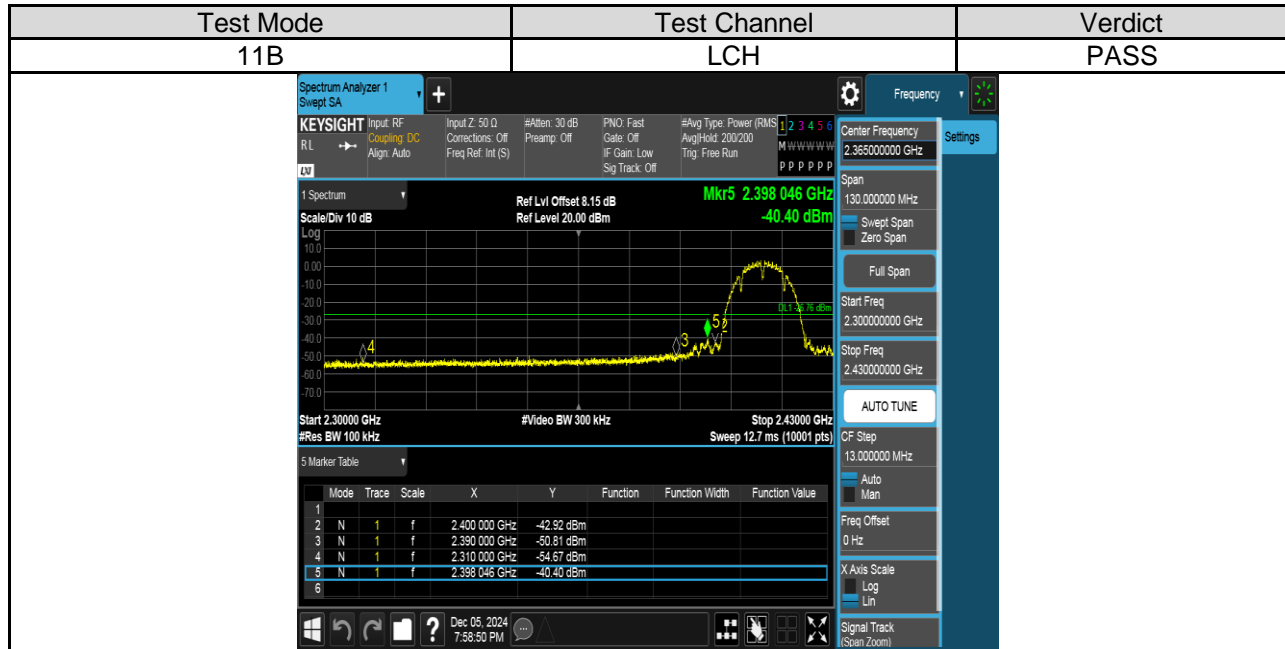 Test Mode Test Channel Verdict
11B LCH PASS
Spectrum Analyzer 1
Swept SA
+
Frequency
KEYSIGHT
RL
LXI
Input: RF
Coupling: DC
Align: Auto
Input Z: 50 Ω
Corrections: Off
Freq Ref: Int (S)
#Atten: 30 dB
Preamp: Off
PNO: Fast
Gate: Off
IF Gain: Low
Sig Track: Off
#Avg Type: Power (RMS
Avg|Hold: 200/200
Trig: Free Run
1 2 3 4 5 6
M W W W W W
P P P P P P
Center Frequency
2.365000000 GHz
Settings
Span
130.000000 MHz
Swept Span
Zero Span
Full Span
Start Freq
2.300000000 GHz
Stop Freq
2.430000000 GHz
AUTO TUNE
CF Step
13.000000 MHz
Auto
Man
Freq Offset
0 Hz
X Axis Scale
Log
Lin
Signal Track
(Span Zoom)
1 Spectrum
Scale/Div 10 dB
Log
Ref Lvl Offset 8.15 dB
Ref Level 20.00 dBm
Mkr5 2.398 046 GHz
-40.40 dBm
10.0
0.00
-10.0
-20.0
-30.0
-40.0
-50.0
-60.0
-70.0
DL1 -26.76 dBm
4
3
5
2
Start 2.30000 GHz #Video BW 300 kHz Stop 2.43000 GHz
#Res BW 100 kHz Sweep 12.7 ms (10001 pts)
5 Marker Table
Mode Trace Scale X Y Function Function Width Function Value
1
2 N 1 f 2.400 000 GHz -42.92 dBm
3 N 1 f 2.390 000 GHz -50.81 dBm
4 N 1 f 2.310 000 GHz -54.67 dBm
5 N 1 f 2.398 046 GHz -40.40 dBm
6
?
Dec 05, 2024
7:58:50 PM